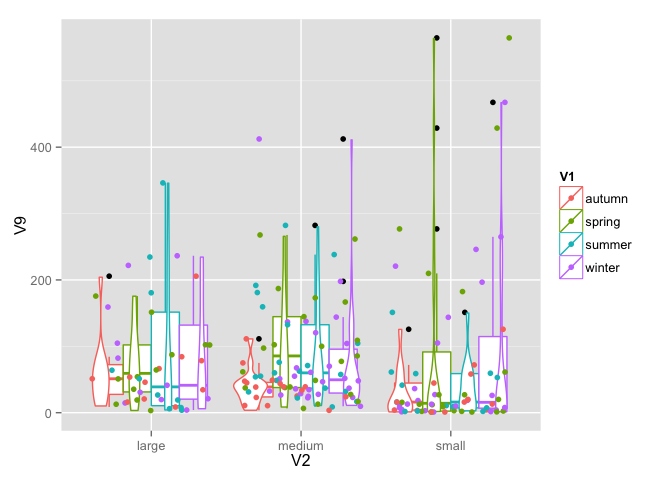 400
200
0
V9
large
medium
small
V2
V1
autumn
spring
summer
winter